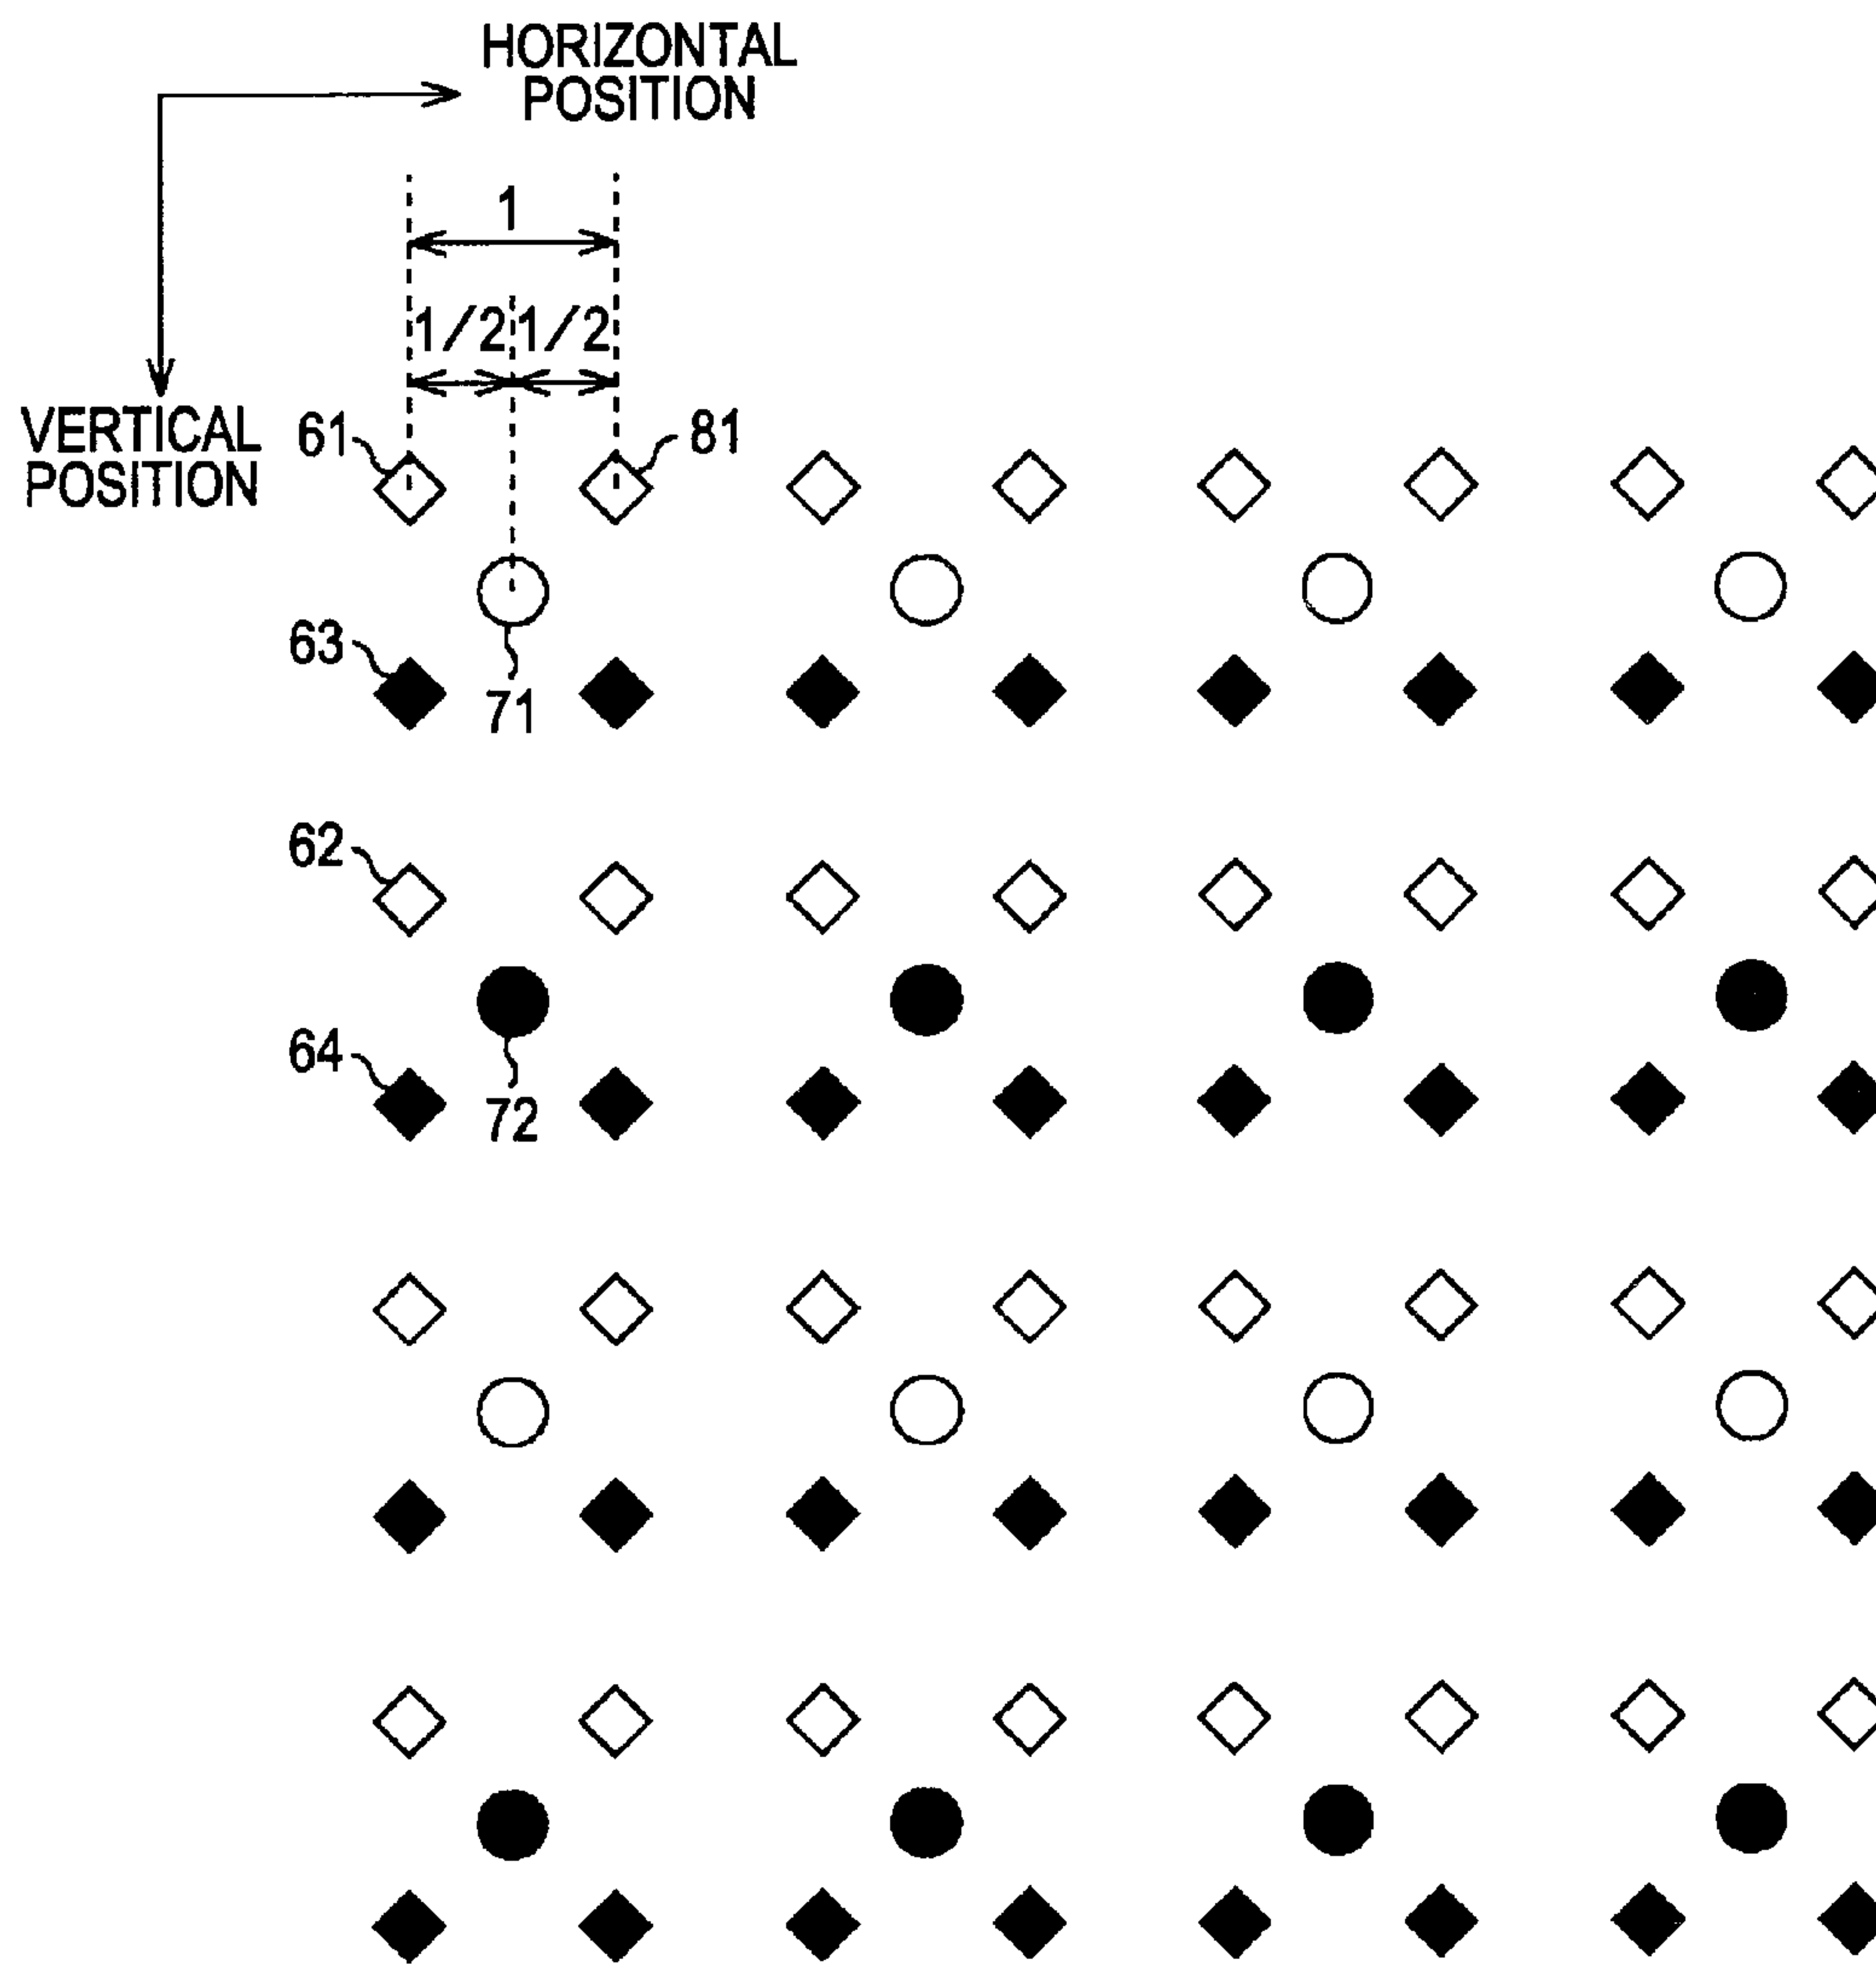 HORIZONTAL
POSITION
1
1/2 1/2
VERTICAL
POSITION
61
81
63
71
62
64
72